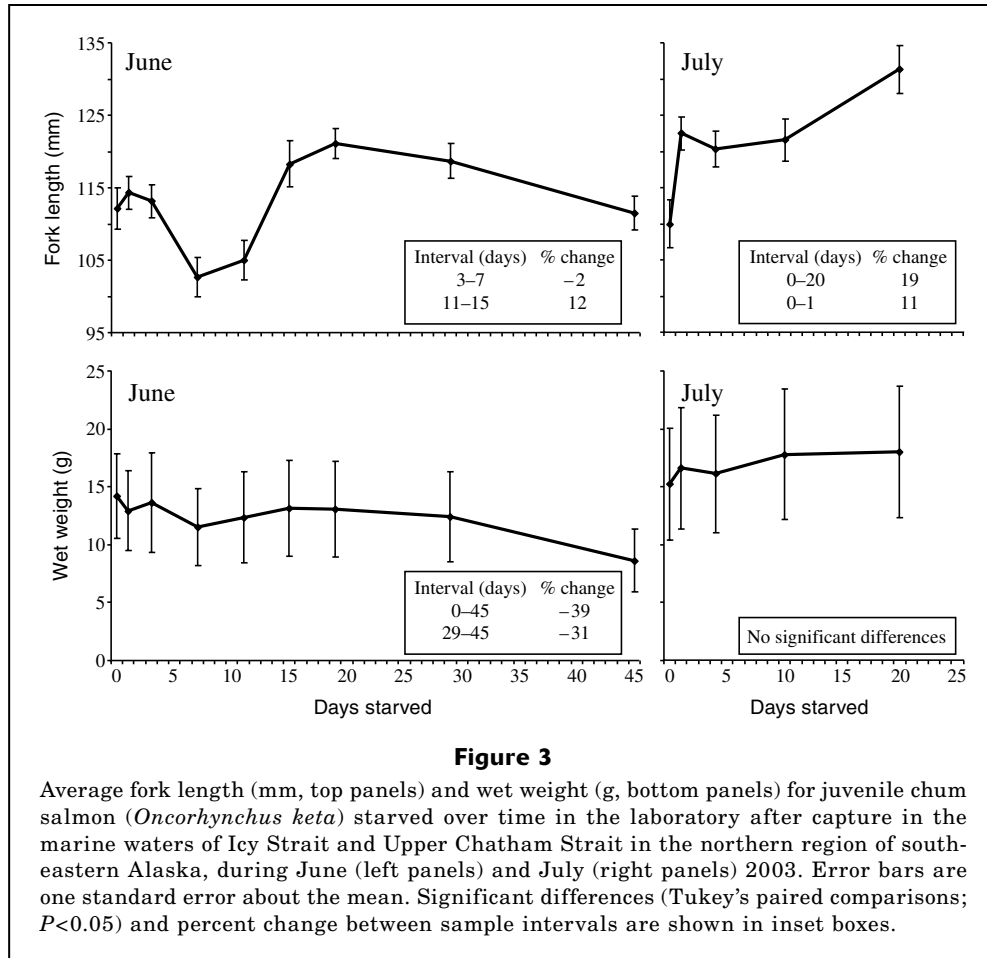 135
125
115
105
95
Fork length (mm)
June
Interval (days) % change
3–7 –2
11–15 12
July
Interval (days) % change
0–20 19
0–1 11
25
20
15
10
5
0
Wet weight (g)
June
Interval (days) % change
0–45 –39
29–45 –31
0 5 10 15 20 25 30 35 40 45
Days starved
July
No significant differences
0 5 10 15 20 25
Days starved
Figure 3
Average fork length (mm, top panels) and wet weight (g, bottom panels) for juvenile chum
salmon (Oncorhynchus keta) starved over time in the laboratory after capture in the
marine waters of Icy Strait and Upper Chatham Strait in the northern region of south-
eastern Alaska, during June (left panels) and July (right panels) 2003. Error bars are
one standard error about the mean. Significant differences (Tukey's paired comparisons;
P<0.05) and percent change between sample intervals are shown in inset boxes.